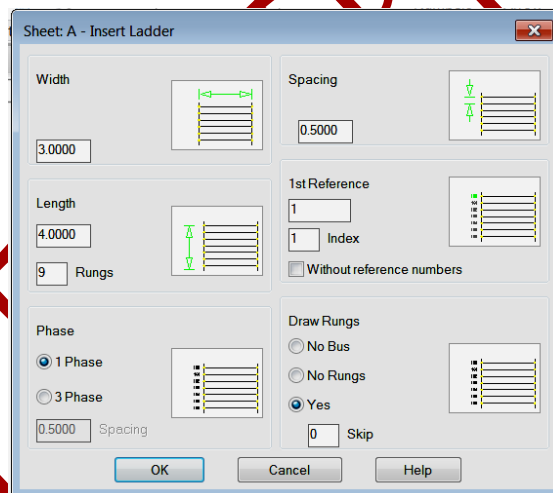 Sheet: A - Insert Ladder
Width
3.0000
Spacing
0.5000
Length
4.0000
9 Rungs
1st Reference
1
1 Index
Without reference numbers
Phase
1 Phase
3 Phase
0.5000 Spacing
Draw Rungs
No Bus
No Rungs
Yes
0 Skip
OK
Cancel
Help